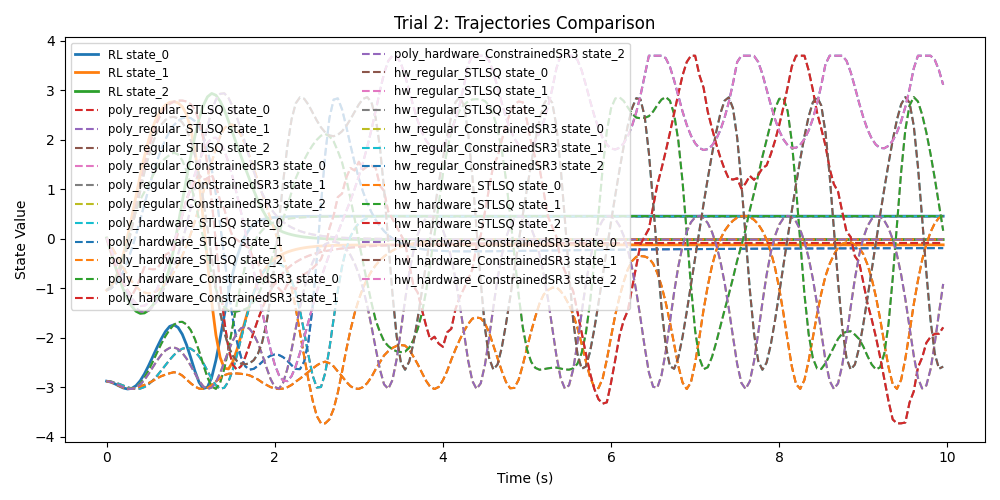 Trial 2: Trajectories Comparison
State Value
4
3
2
1
0
−1
−2
−3
−4
RL state_0
RL state_1
RL state_2
poly_regular_STLSQ state_0
poly_regular_STLSQ state_1
poly_regular_STLSQ state_2
poly_regular_ConstrainedSR3 state_0
poly_regular_ConstrainedSR3 state_1
poly_regular_ConstrainedSR3 state_2
poly_hardware_STLSQ state_0
poly_hardware_STLSQ state_1
poly_hardware_STLSQ state_2
poly_hardware_ConstrainedSR3 state_0
poly_hardware_ConstrainedSR3 state_1
poly_hardware_ConstrainedSR3 state_2
hw_regular_STLSQ state_0
hw_regular_STLSQ state_1
hw_regular_STLSQ state_2
hw_regular_ConstrainedSR3 state_0
hw_regular_ConstrainedSR3 state_1
hw_regular_ConstrainedSR3 state_2
hw_hardware_STLSQ state_0
hw_hardware_STLSQ state_1
hw_hardware_STLSQ state_2
hw_hardware_ConstrainedSR3 state_0
hw_hardware_ConstrainedSR3 state_1
hw_hardware_ConstrainedSR3 state_2
0 2 4 6 8 10
Time (s)